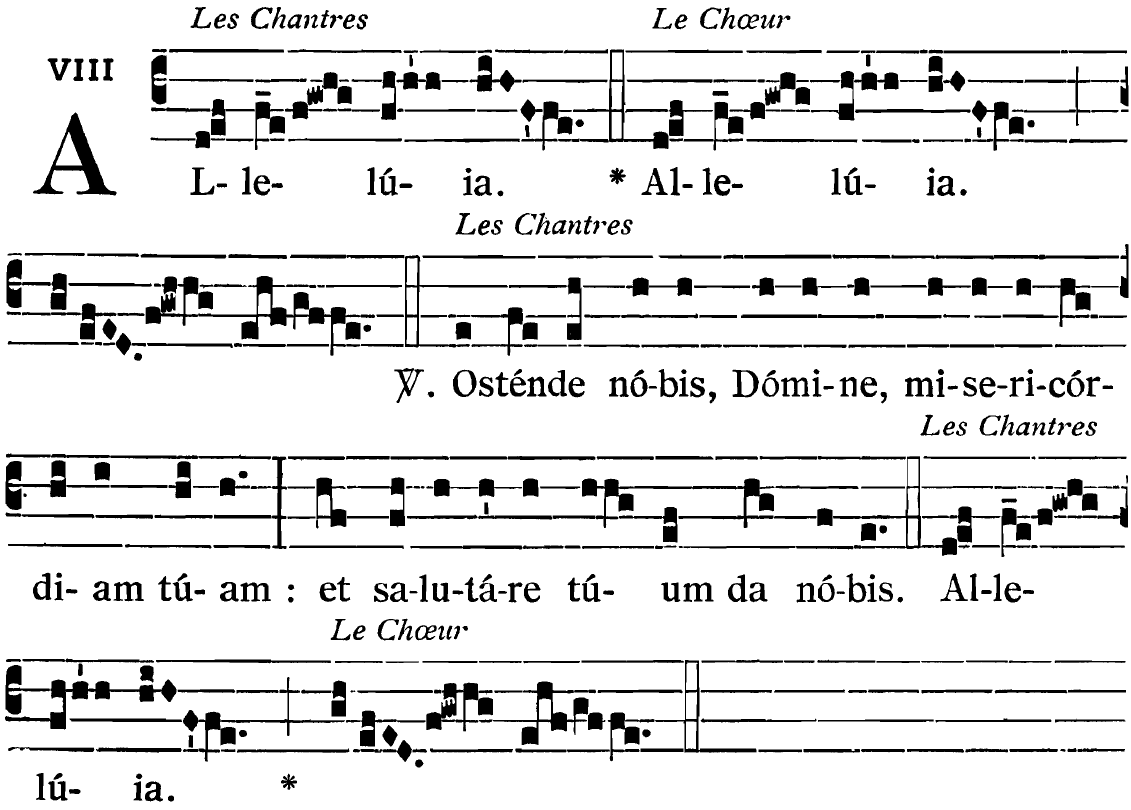 Les Chantres Le Chœur
VIII
AL- le- lú- ia. * Al- le- lú- ia.
Les Chantres
℣. Osténde nó-bis, Dómi-ne, mi-se-ri-cór-
Les Chantres
di- am tú- am : et sa-lu-tá-re tú- um da nó-bis. Al-le-
Le Chœur
lú- ia. *